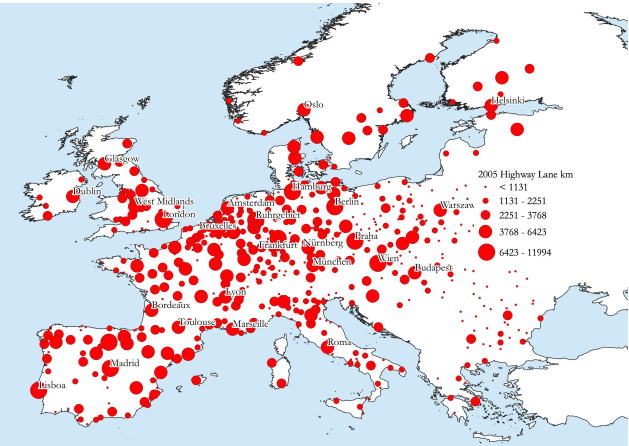 Oslo
Helsinki
Glasgow
2005 Highway Lane km
< 1131
1131 - 2251
2251 - 3768
3768 - 6423
6423 - 11994
Dublin
Hamburg
West Midlands
Amsterdam
Berlin
Warszaw
London
Ruhrgebiet
Bruxelles
Praha
Frankfurt
Nürnberg
München
Wien
Budapest
Lyon
Bordeaux
Toulouse
Marseille
Roma
Madrid
Lisboa